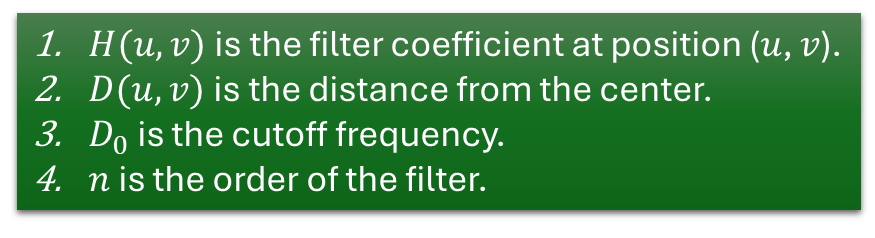 1. H(u, v) is the filter coefficient at position (u, v).
2. D(u, v) is the distance from the center.
3. D₀ is the cutoff frequency.
4. n is the order of the filter.